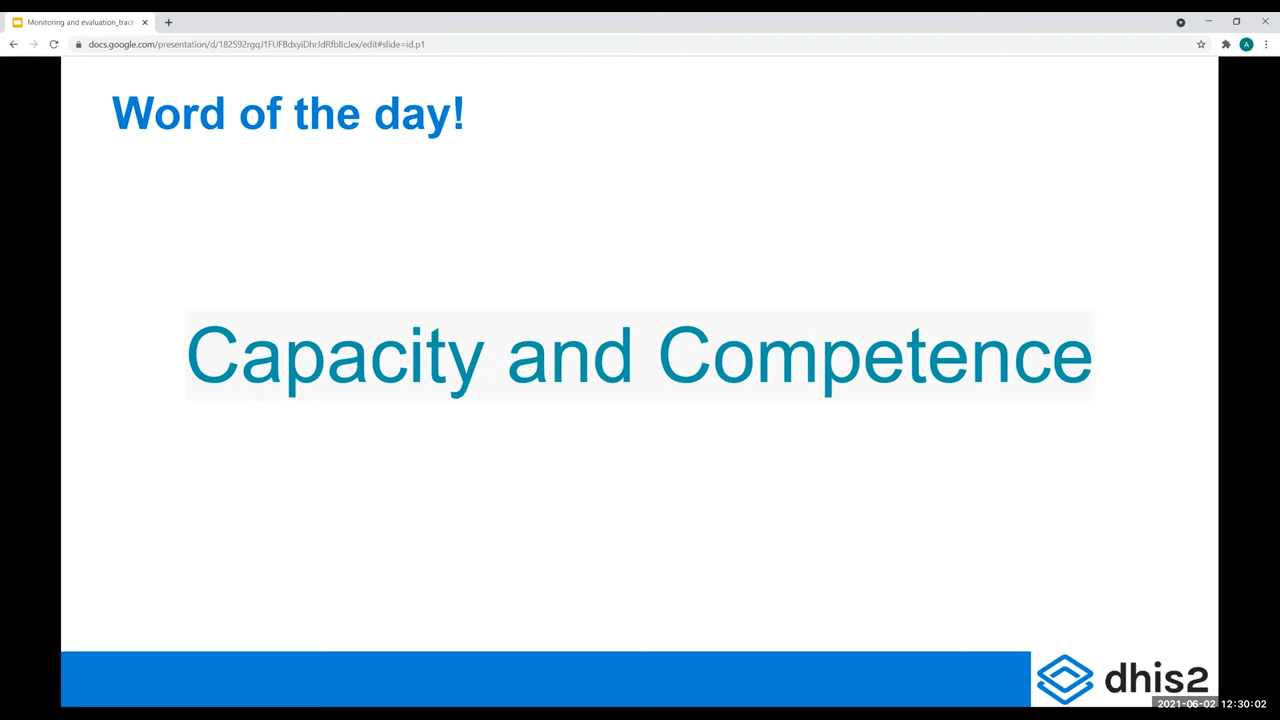 Monitoring and evaluation_track
docs.google.com/presentation/d/182S92rgqJ1FUFBdxyiDhrJdRfbIIcJex/edit#slide=id.p1
A
Word of the day!
Capacity and Competence
dhis2
2021-06-02 12:30:02